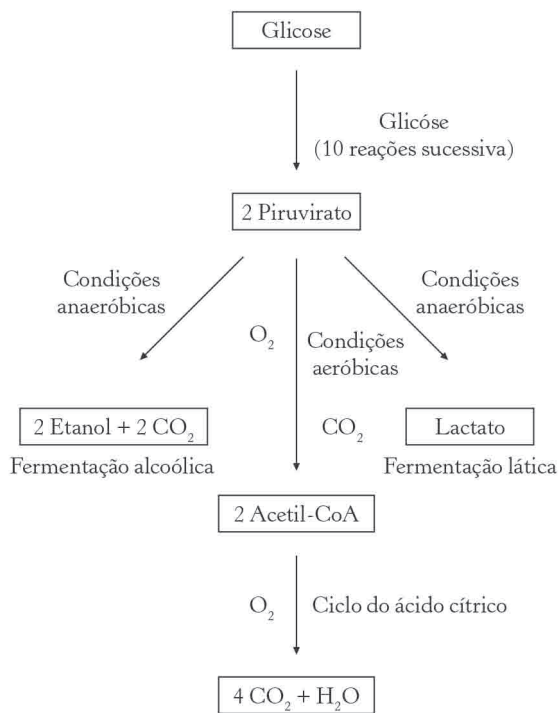 Glicose
Glicóse
(10 reações sucessiva)
2 Piruvirato
Condições
anaeróbicas
Condições
anaeróbicas
O₂
Condições
aeróbicas
2 Etanol + 2 CO₂
CO₂
Lactato
Fermentação alcoólica
Fermentação lática
2 Acetil-CoA
O₂
Ciclo do ácido cítrico
4 CO₂ + H₂O